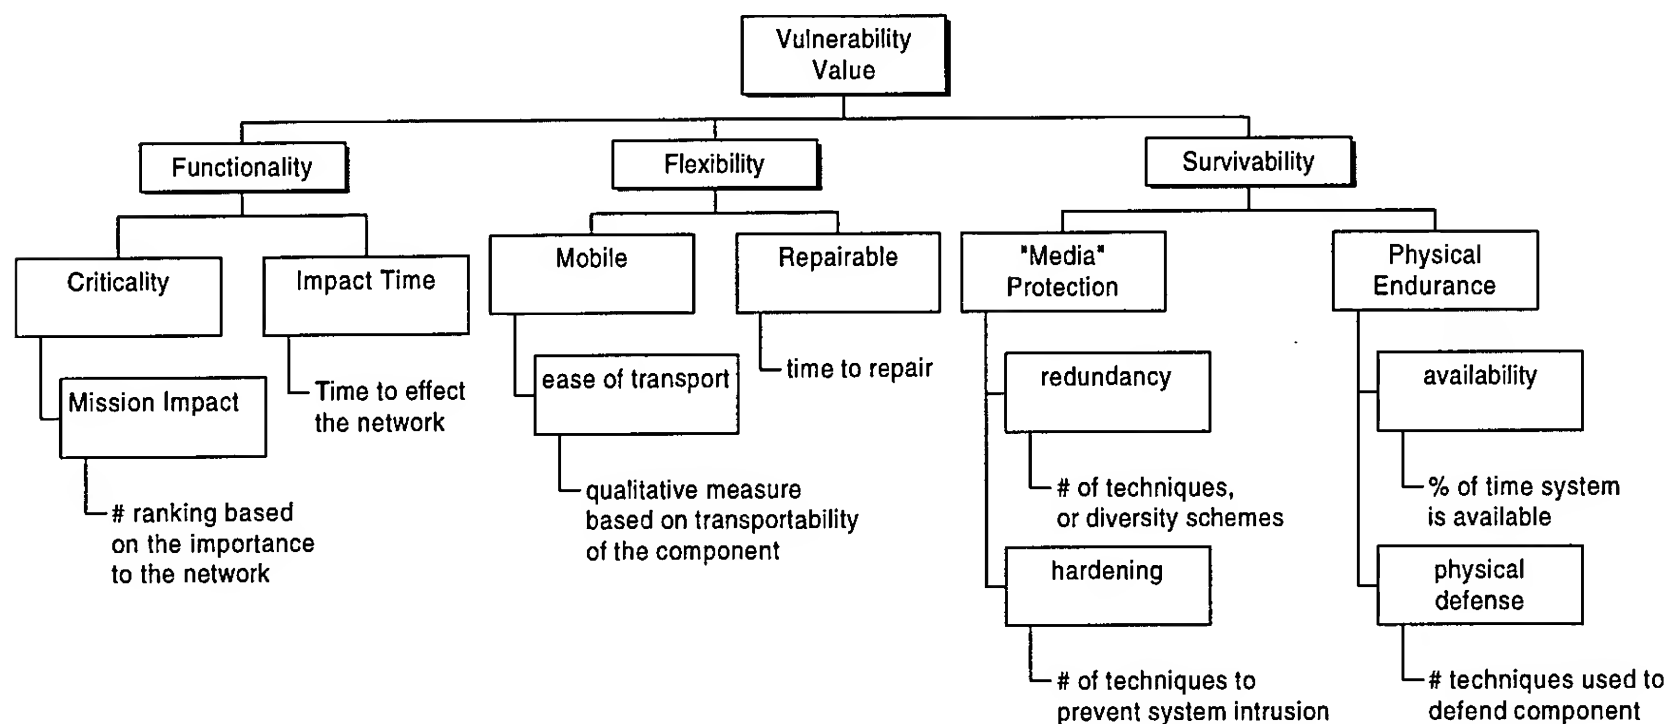 Vulnerability
Value
Functionality
Flexibility
Survivability
Criticality
Impact Time
Mobile
Repairable
"Media"
Protection
Physical
Endurance
Mission Impact
Time to effect
the network
ease of transport
time to repair
redundancy
availability
# ranking based
on the importance
to the network
qualitative measure
based on transportability
of the component
# of techniques,
or diversity schemes
% of time system
is available
hardening
physical
defense
# of techniques to
prevent system intrusion
# techniques used to
defend component